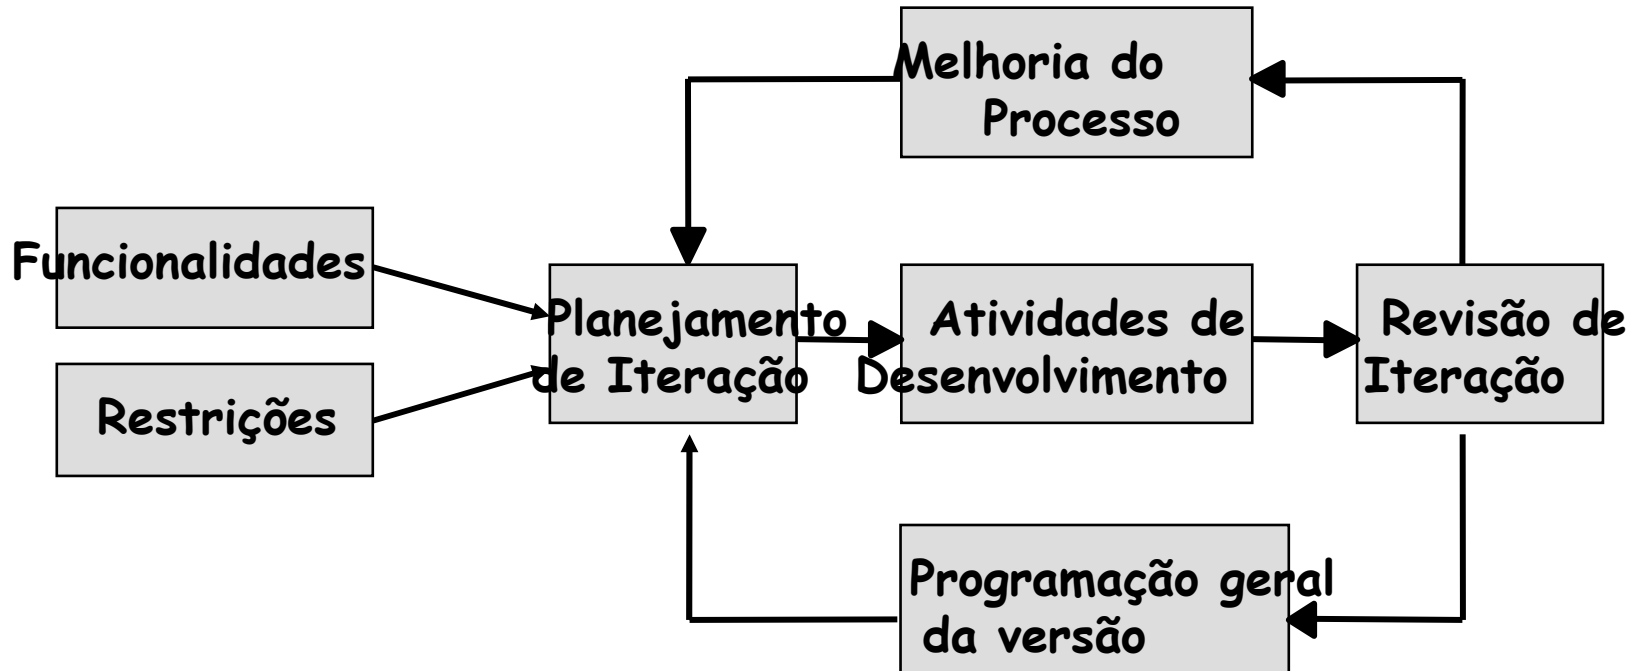 Melhoria do
Processo
Funcionalidades
Restrições
Planejamento
de Iteração
Atividades de
Desenvolvimento
Revisão de
Iteração
Programação geral
da versão